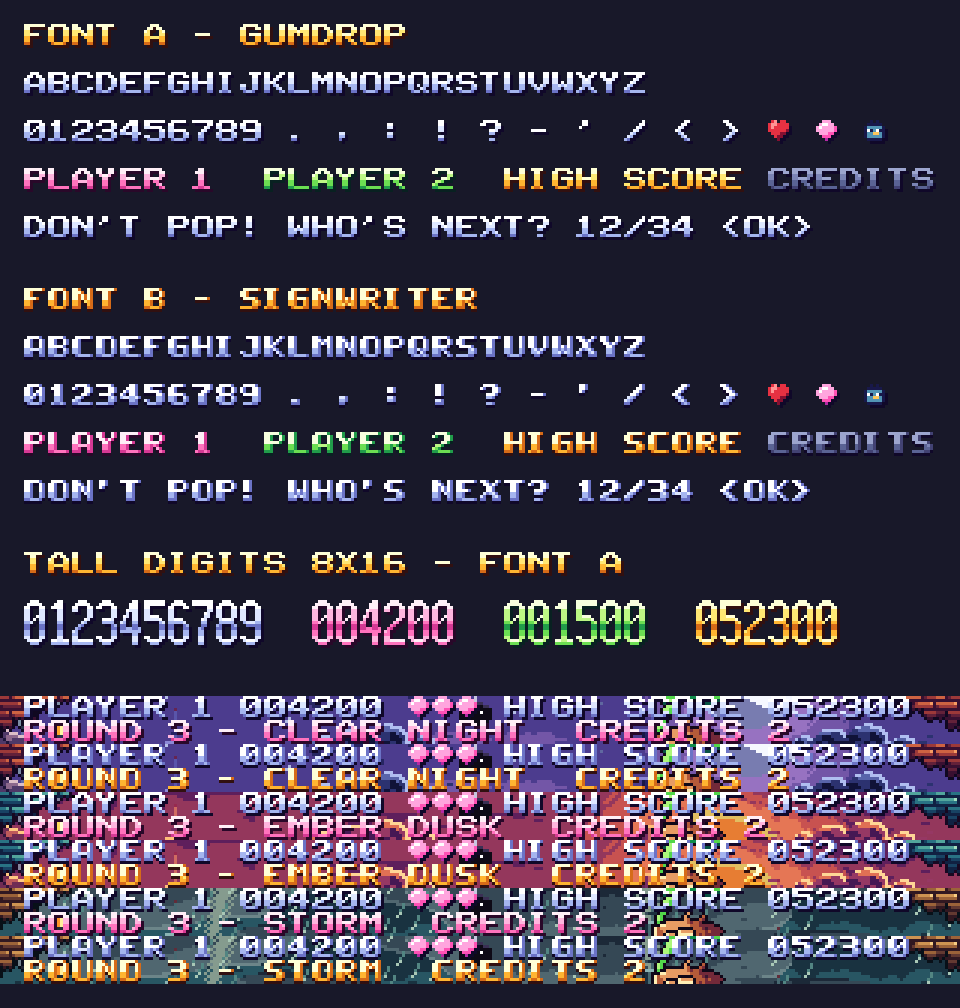 FONT A - GUMDROP
ABCDEFGHIJKLMNOPQRSTUVWXYZ
0123456789 . , : ! ? - ' / < >
PLAYER 1 PLAYER 2 HIGH SCORE CREDITS
DON'T POP! WHO'S NEXT? 12/34 <OK>
FONT B - SIGNWRITER
ABCDEFGHIJKLMNOPQRSTUVWXYZ
0123456789 . , : ! ? - ' / < >
PLAYER 1 PLAYER 2 HIGH SCORE CREDITS
DON'T POP! WHO'S NEXT? 12/34 <OK>
TALL DIGITS 8X16 - FONT A
0123456789 004200 001500 052300
PLAYER 1 004200 HIGH SCORE 052300
ROUND 3 - CLEAR NIGHT CREDITS 2
PLAYER 1 004200 HIGH SCORE 052300
ROUND 3 - CLEAR NIGHT CREDITS 2
PLAYER 1 004200 HIGH SCORE 052300
ROUND 3 - EMBER DUSK CREDITS 2
PLAYER 1 004200 HIGH SCORE 052300
ROUND 3 - EMBER DUSK CREDITS 2
PLAYER 1 004200 HIGH SCORE 052300
ROUND 3 - STORM CREDITS 2
PLAYER 1 004200 HIGH SCORE 052300
ROUND 3 - STORM CREDITS 2